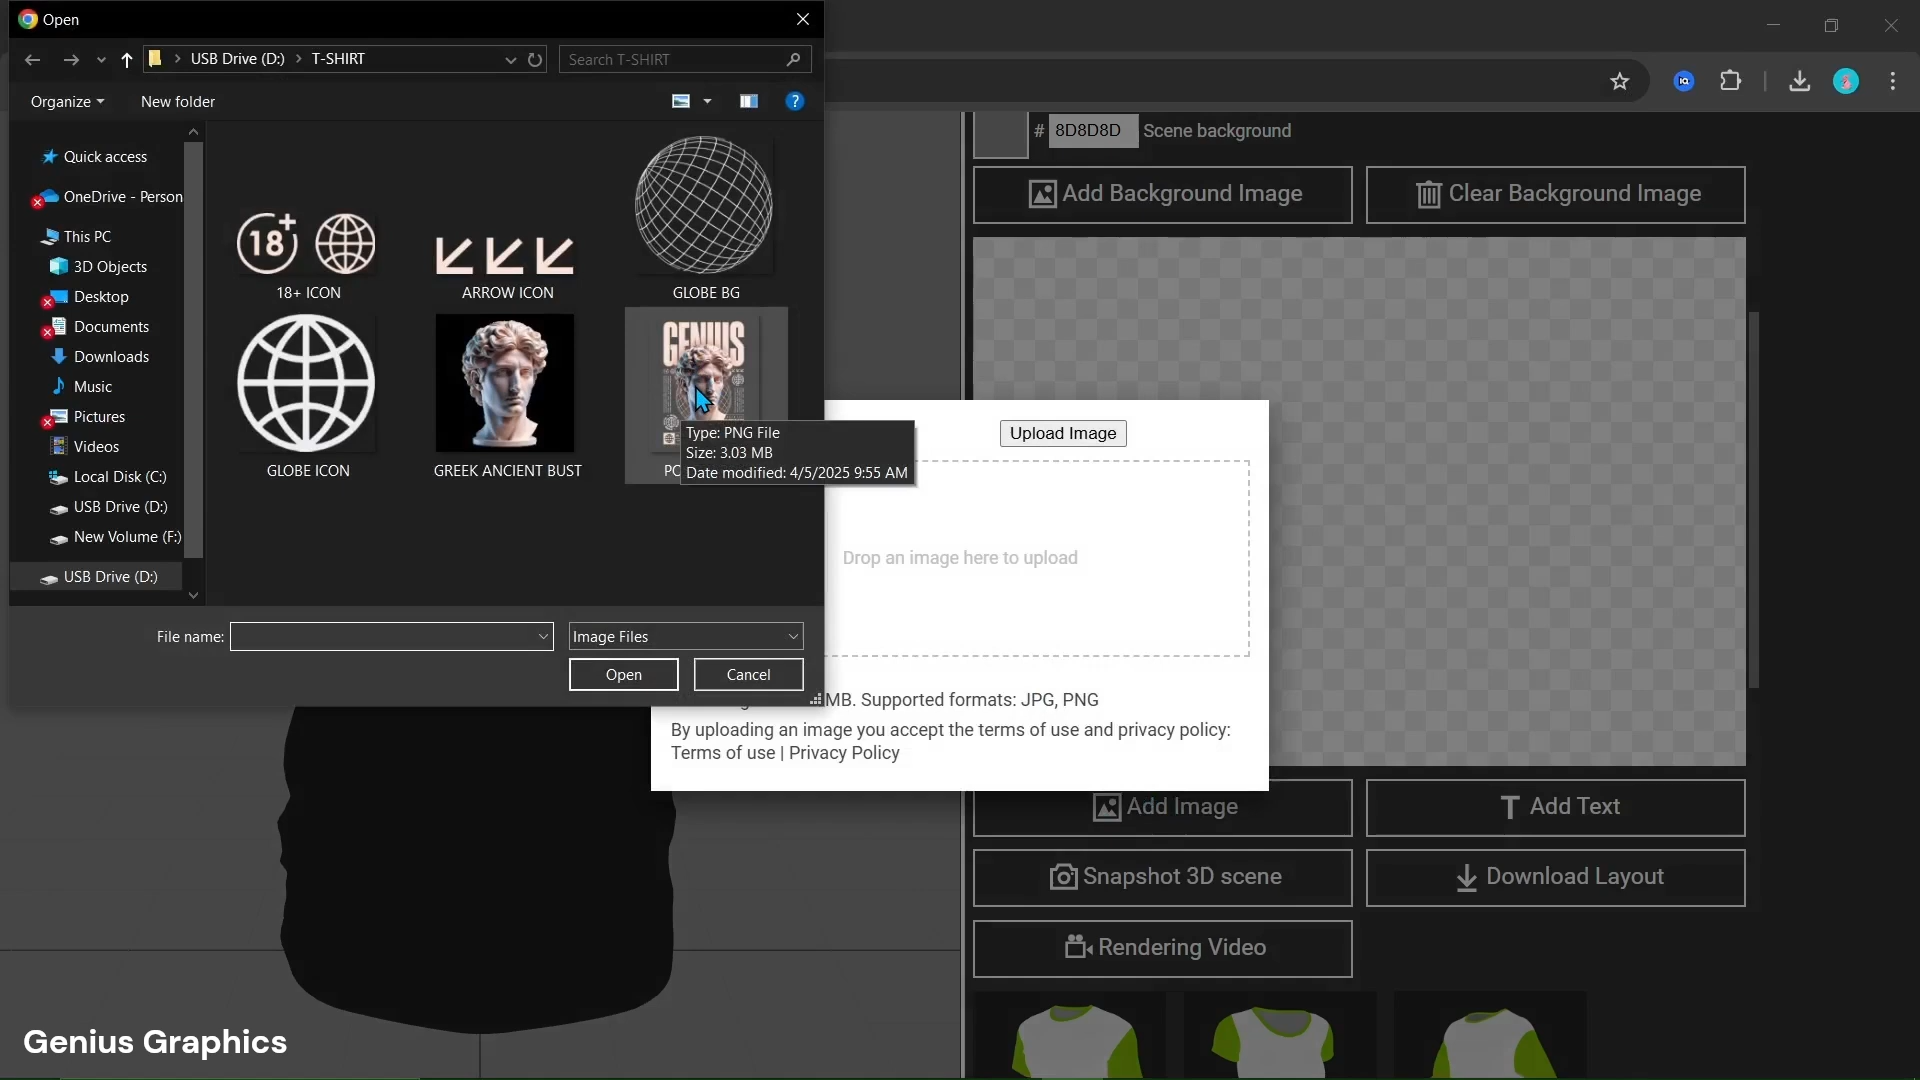 Open
USB Drive (D:)
T-SHIRT
Search T-SHIRT
Organize
New folder
Quick access
OneDrive - Person
This PC
3D Objects
Desktop
Documents
Downloads
Music
Pictures
Videos
Local Disk (C:)
USB Drive (D:)
New Volume (F:)
USB Drive (D:)
18+
18+ ICON
ARROW ICON
GLOBE BG
GLOBE ICON
GREEK ANCIENT BUST
GENIUS
Type: PNG File
Size: 3.03 MB
Date modified: 4/5/2025 9:55 AM
File name:
Image Files
Open
Cancel
Upload Image
Drop an image here to upload
MB. Supported formats: JPG, PNG
By uploading an image you accept the terms of use and privacy policy:
Terms of use | Privacy Policy
# 8D8D8D Scene background
Add Background Image
Clear Background Image
Add Image
Add Text
Snapshot 3D scene
Download Layout
Rendering Video
Genius Graphics